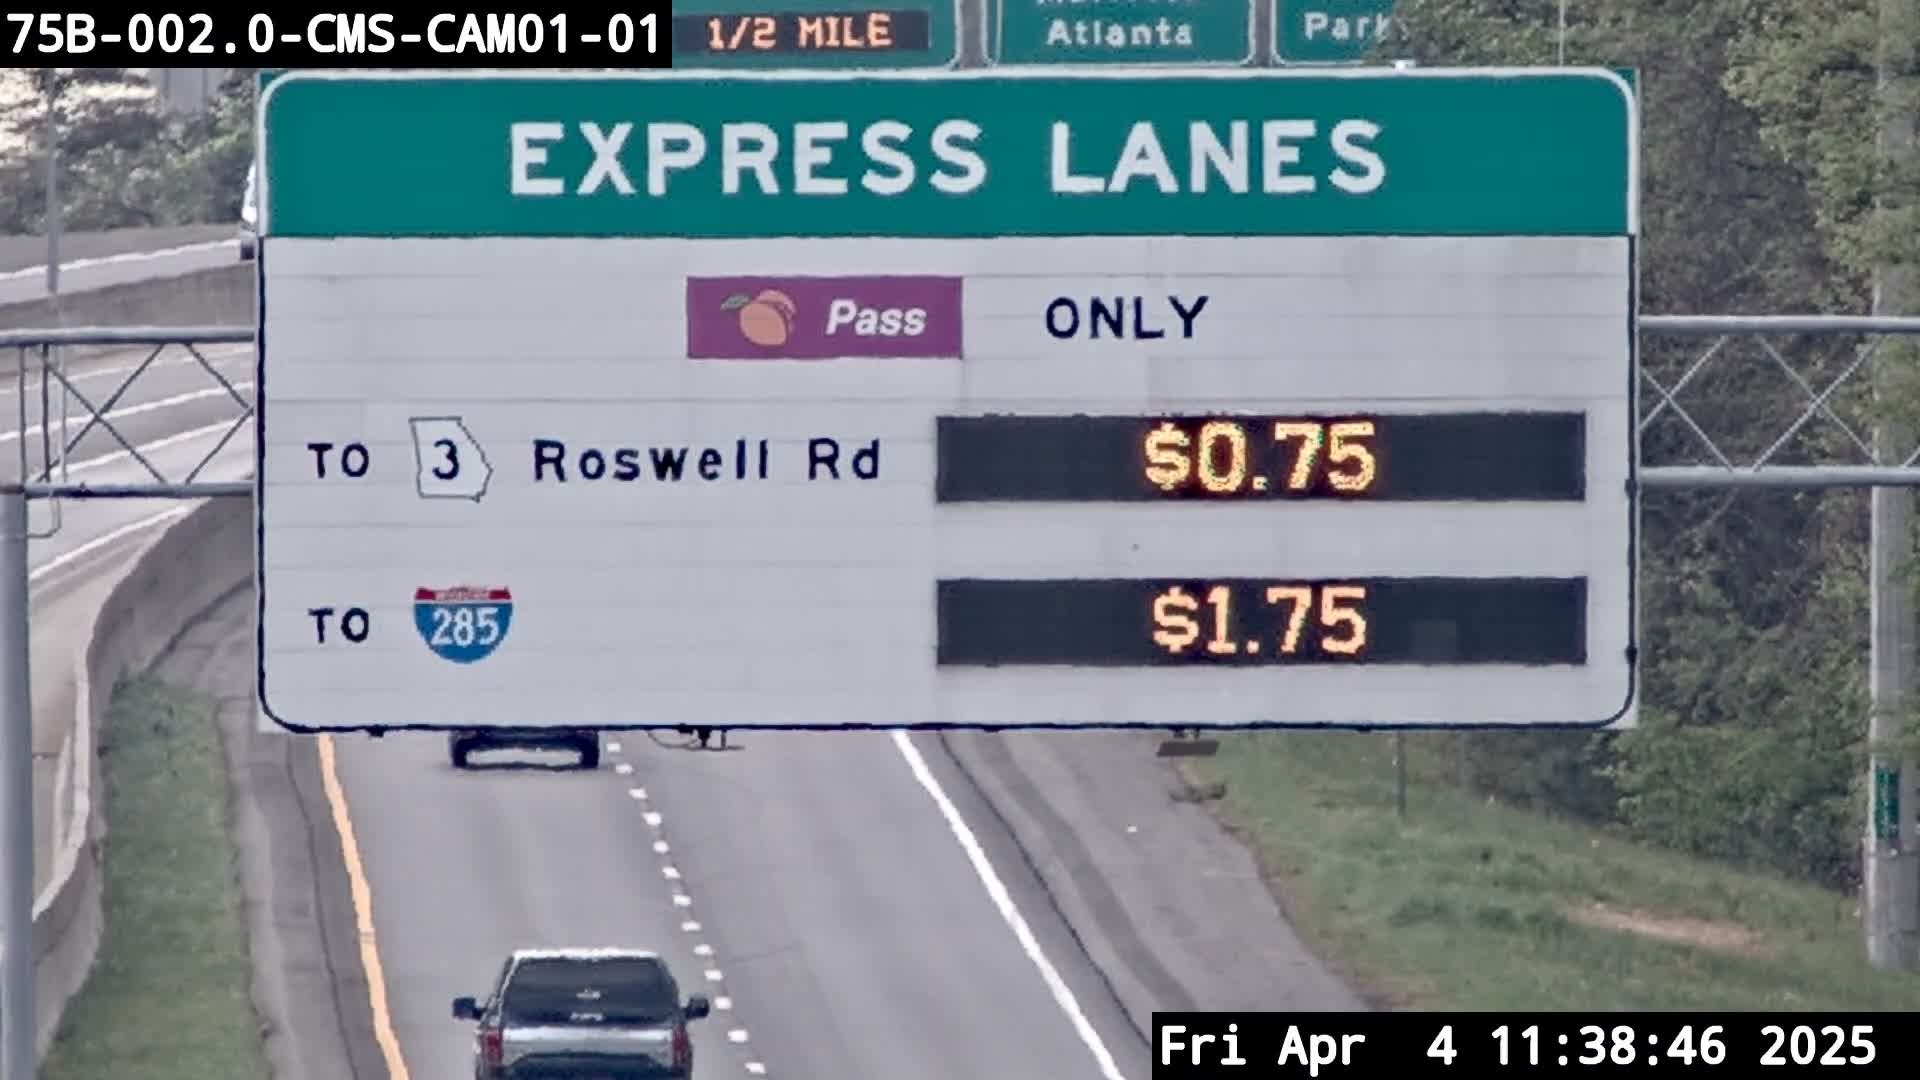 75B-002.0-CMS-CAM01-01
1/2 MILE
Atlanta
Park
EXPRESS LANES
Pass ONLY
TO 3 Roswell Rd $0.75
TO 285 $1.75
Fri Apr 4 11:38:46 2025